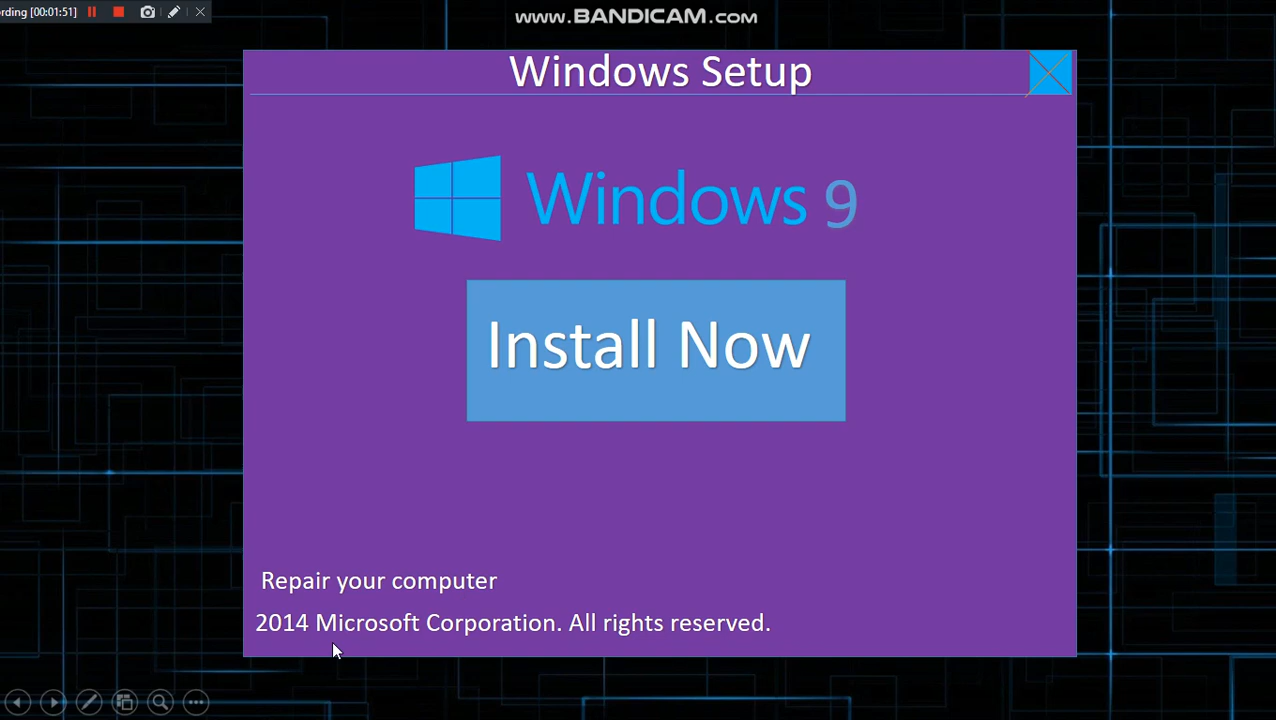 rding [00:01:51]
www.BANDICAM.com
Windows Setup
Windows 9
Install Now
Repair your computer
2014 Microsoft Corporation. All rights reserved.